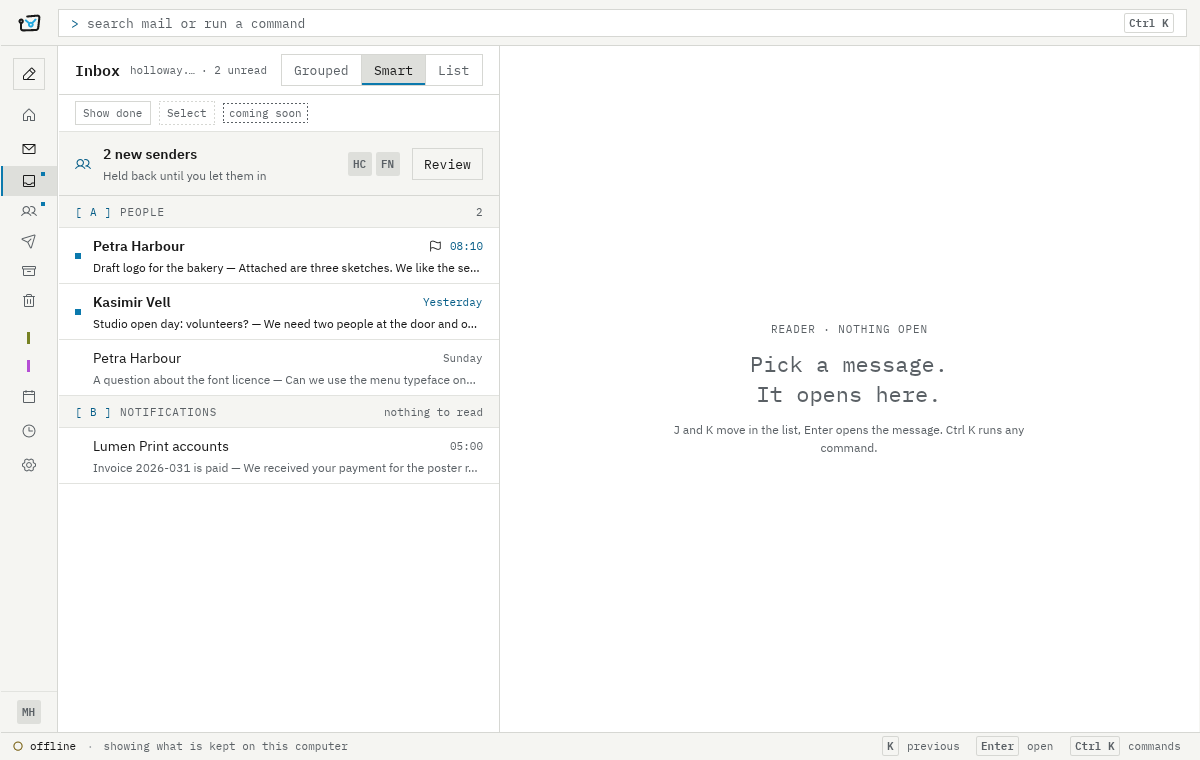 > search mail or run a command
Ctrl K
Inbox holloway.… · 2 unread
Grouped Smart List
Show done Select coming soon
2 new senders
Held back until you let them in
HC FN Review
[ A ] PEOPLE 2
Petra Harbour 08:10
Draft logo for the bakery — Attached are three sketches. We like the se…
Kasimir Vell Yesterday
Studio open day: volunteers? — We need two people at the door and o…
Petra Harbour Sunday
A question about the font licence — Can we use the menu typeface on…
[ B ] NOTIFICATIONS nothing to read
Lumen Print accounts 05:00
Invoice 2026-031 is paid — We received your payment for the poster r…
READER · NOTHING OPEN
Pick a message.
It opens here.
J and K move in the list, Enter opens the message. Ctrl K runs any
command.
MH
offline · showing what is kept on this computer
K previous Enter open Ctrl K commands